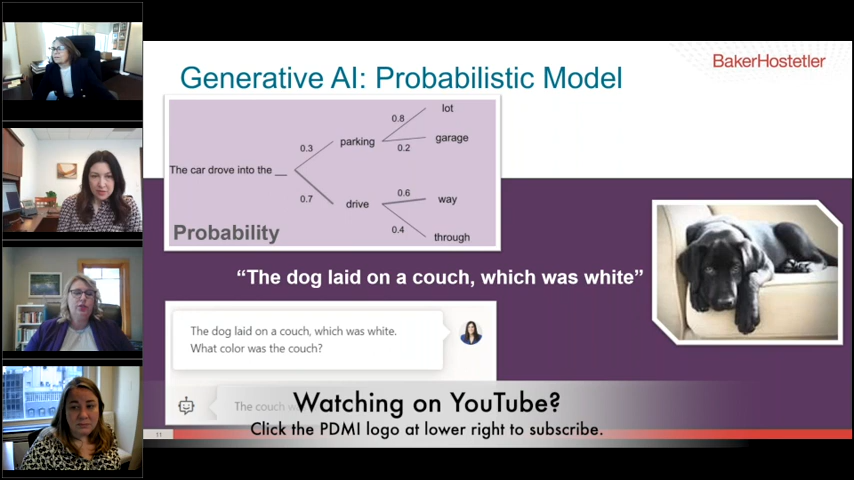 BakerHostetler
Generative AI: Probabilistic Model
The car drove into the __
0.3
parking
0.8
lot
0.2
garage
0.7
drive
0.6
way
0.4
through
Probability
“The dog laid on a couch, which was white”
The dog laid on a couch, which was white.
What color was the couch?
The couch
Watching on YouTube?
Click the PDMI logo at lower right to subscribe.
11